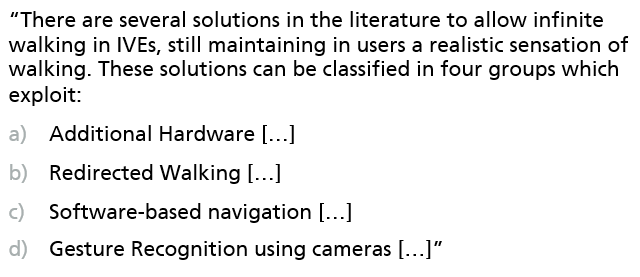 “There are several solutions in the literature to allow infinite
walking in IVEs, still maintaining in users a realistic sensation of
walking. These solutions can be classified in four groups which
exploit:
a) Additional Hardware [...]
b) Redirected Walking [...]
c) Software-based navigation [...]
d) Gesture Recognition using cameras [...]”